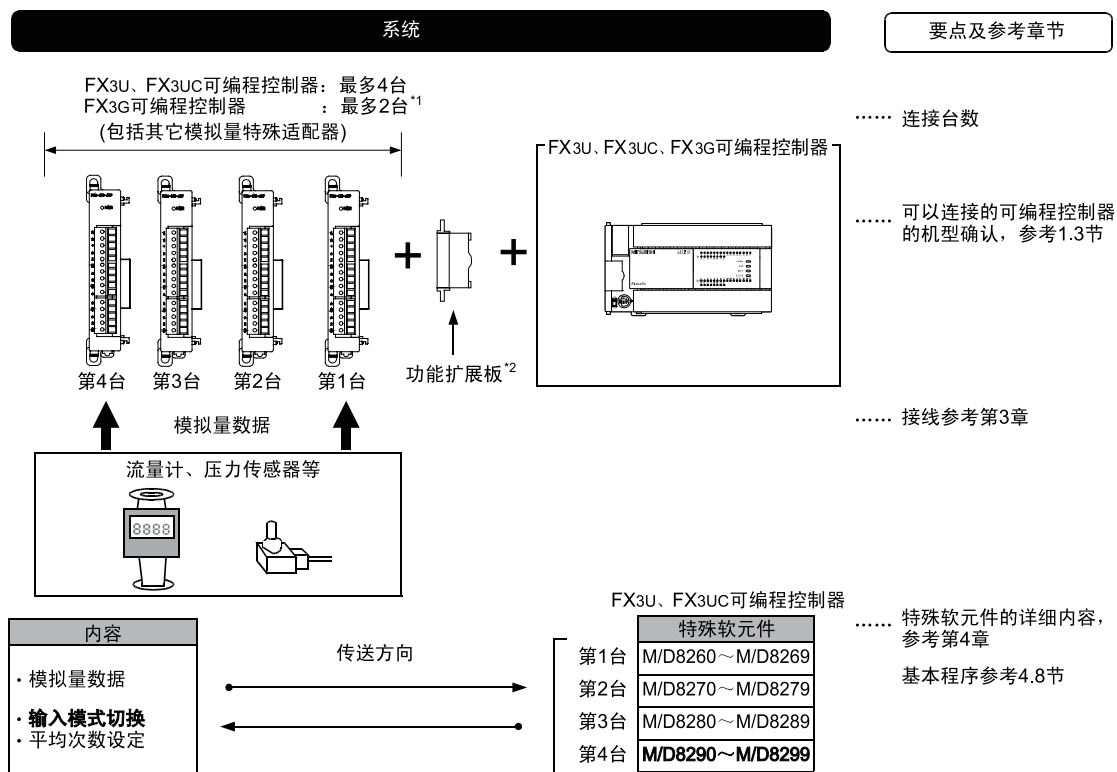 系统
要点及参考章节
FX3U、FX3UC可编程控制器：最多4台
FX3G可编程控制器 ：最多2台*1
(包括其它模拟量特殊适配器)
…… 连接台数
FX3U、FX3UC、FX3G可编程控制器
…… 可以连接的可编程控制器
的机型确认，参考1.3节
MITSUBISHI
+
+
第4台
第3台
第2台
第1台
功能扩展板*2
模拟量数据
…… 接线参考第3章
流量计、压力传感器等
8888
FX3U、FX3UC可编程控制器
…… 特殊软元件的详细内容，
参考第4章
基本程序参考4.8节
内容
·模拟量数据
·输入模式切换
·平均次数设定
传送方向
特殊软元件
第1台 M/D8260～M/D8269
第2台 M/D8270～M/D8279
第3台 M/D8280～M/D8289
第4台 M/D8290～M/D8299